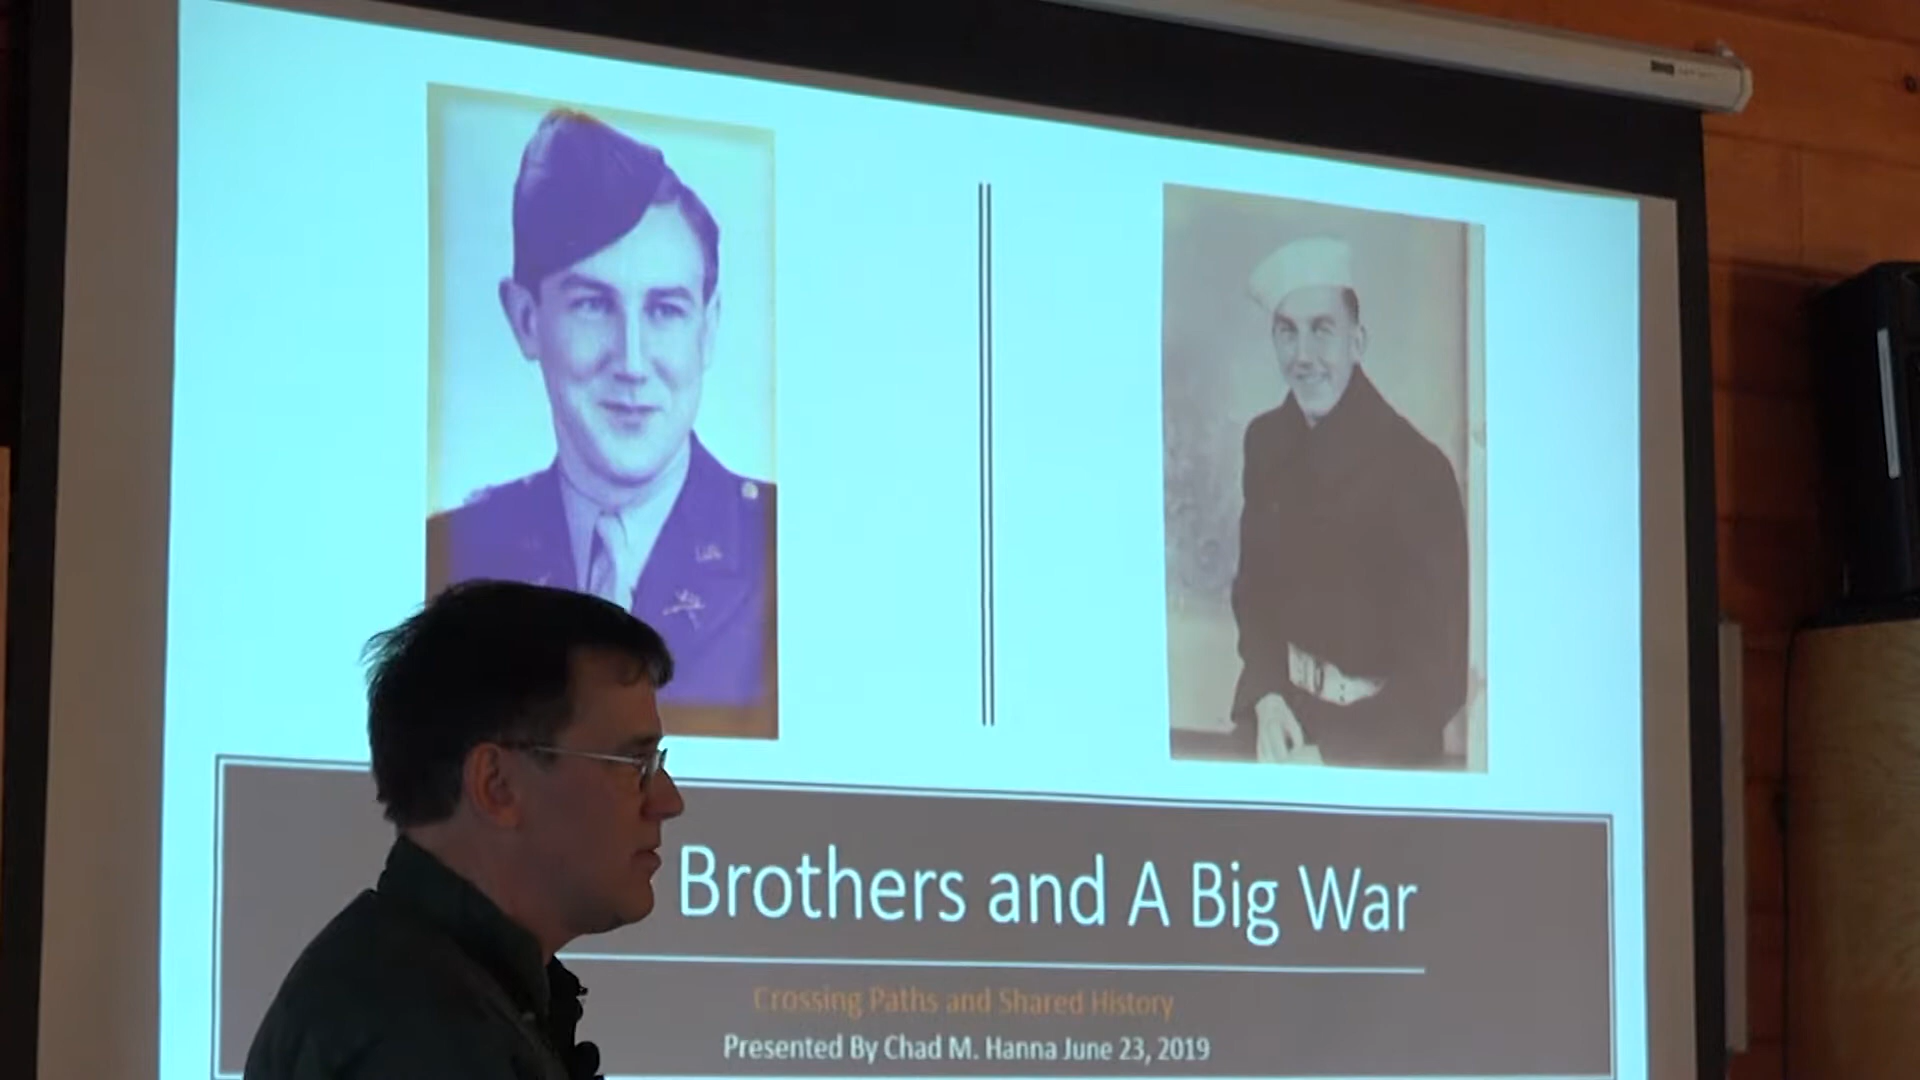 Brothers and A Big War
Crossing Paths and Shared History
Presented By Chad M. Hanna June 23, 2019